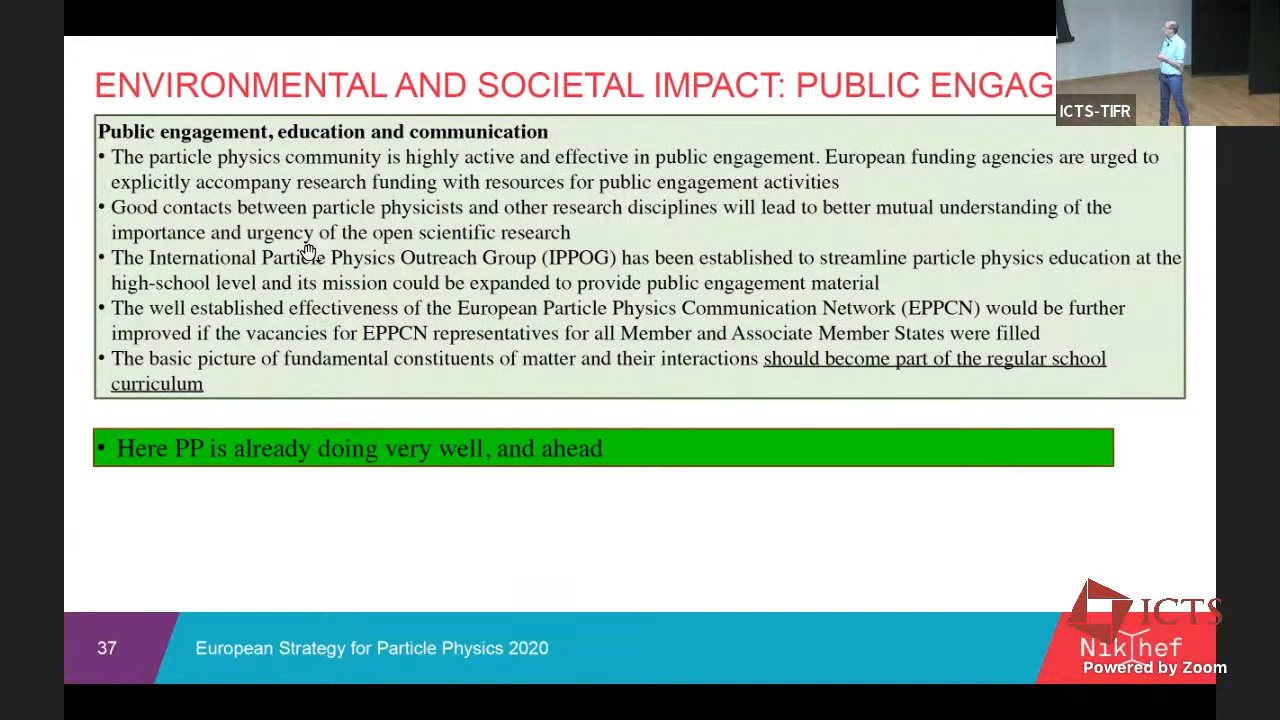 ENVIRONMENTAL AND SOCIETAL IMPACT: PUBLIC ENGAG
ICTS-TIFR
Public engagement, education and communication
• The particle physics community is highly active and effective in public engagement. European funding agencies are urged to
explicitly accompany research funding with resources for public engagement activities
• Good contacts between particle physicists and other research disciplines will lead to better mutual understanding of the
importance and urgency of the open scientific research
• The International Particle Physics Outreach Group (IPPOG) has been established to streamline particle physics education at the
high-school level and its mission could be expanded to provide public engagement material
• The well established effectiveness of the European Particle Physics Communication Network (EPPCN) would be further
improved if the vacancies for EPPCN representatives for all Member and Associate Member States were filled
• The basic picture of fundamental constituents of matter and their interactions should become part of the regular school
curriculum
• Here PP is already doing very well, and ahead
ICTS
37
European Strategy for Particle Physics 2020
Nikhef
Powered by Zoom